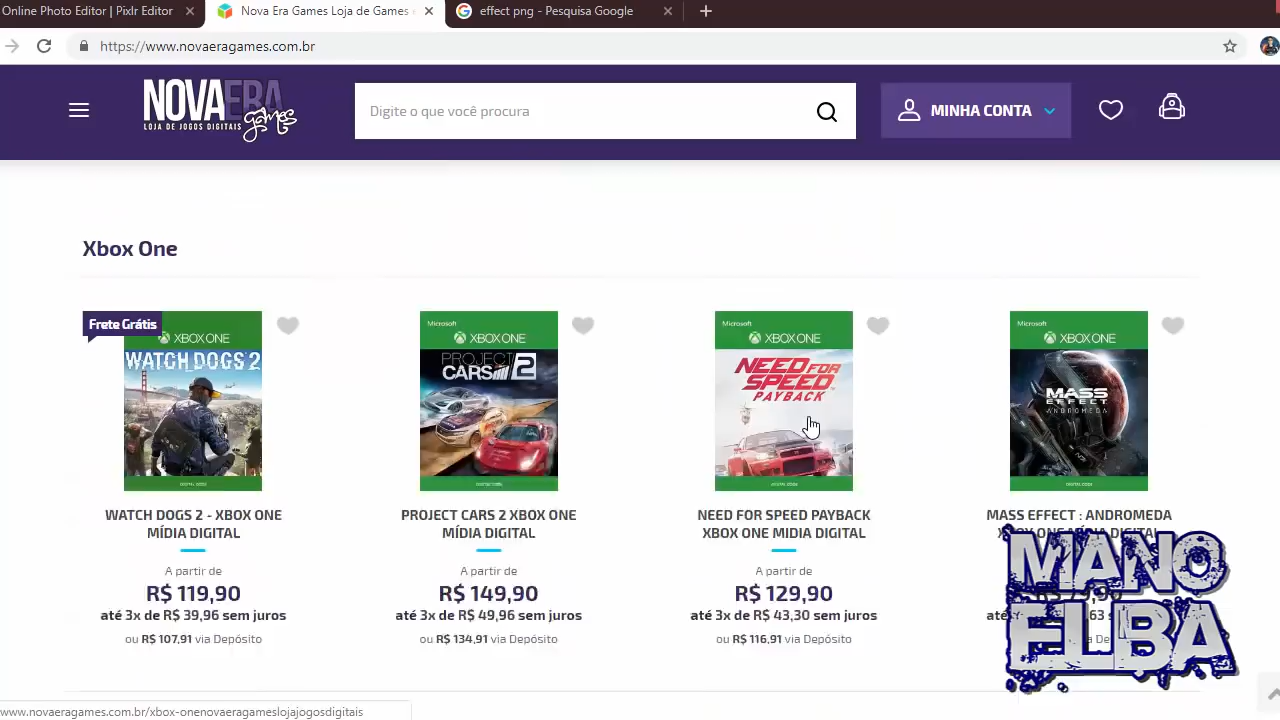 Online Photo Editor | Pixlr Editor
Nova Era Games Loja de Games
effect png - Pesquisa Google
https://www.novaeragames.com.br
NOVAERA
games
LOJA DE JOGOS DIGITAIS
Digite o que você procura
MINHA CONTA
Xbox One
Frete Grátis
XBOX ONE
WATCH DOGS 2
Microsoft
XBOX ONE
PROJECT
CARS 2
Microsoft
XBOX ONE
NEED FOR
SPEED
PAYBACK
Microsoft
XBOX ONE
MASS
EFFECT
ANDROMEDA
WATCH DOGS 2 - XBOX ONE
MÍDIA DIGITAL
A partir de
R$ 119,90
até 3x de R$ 39,96 sem juros
ou R$ 107,91 via Depósito
PROJECT CARS 2 XBOX ONE
MÍDIA DIGITAL
A partir de
R$ 149,90
até 3x de R$ 49,96 sem juros
ou R$ 134,91 via Depósito
NEED FOR SPEED PAYBACK
XBOX ONE MIDIA DIGITAL
A partir de
R$ 129,90
até 3x de R$ 43,30 sem juros
ou R$ 116,91 via Depósito
MASS EFFECT : ANDROMEDA
MANO
ELBA
www.novaeragames.com.br/xbox-onenovaeragameslojajogosdigitais